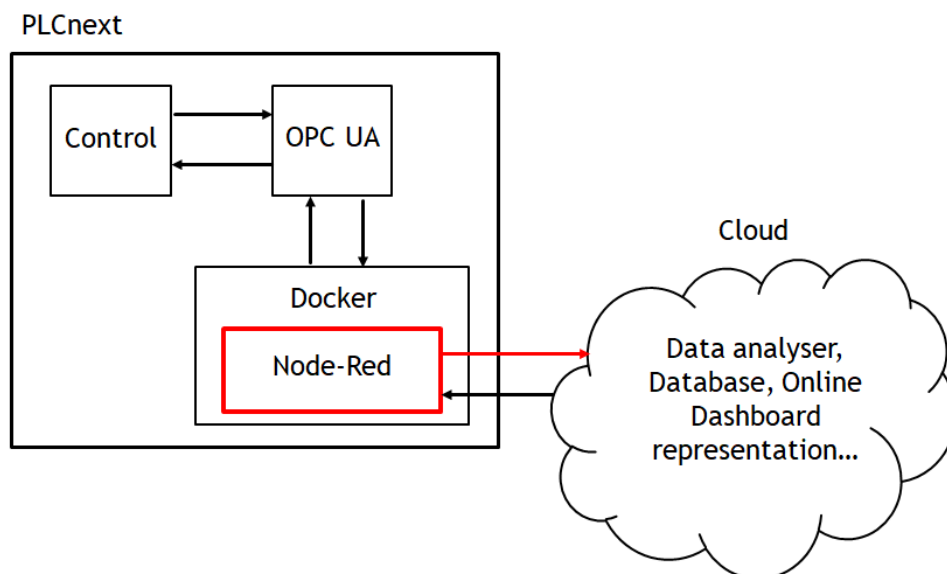 PLCnext
Control
OPC UA
Cloud
Docker
Node-Red
Data analyser,
Database, Online
Dashboard
representation...